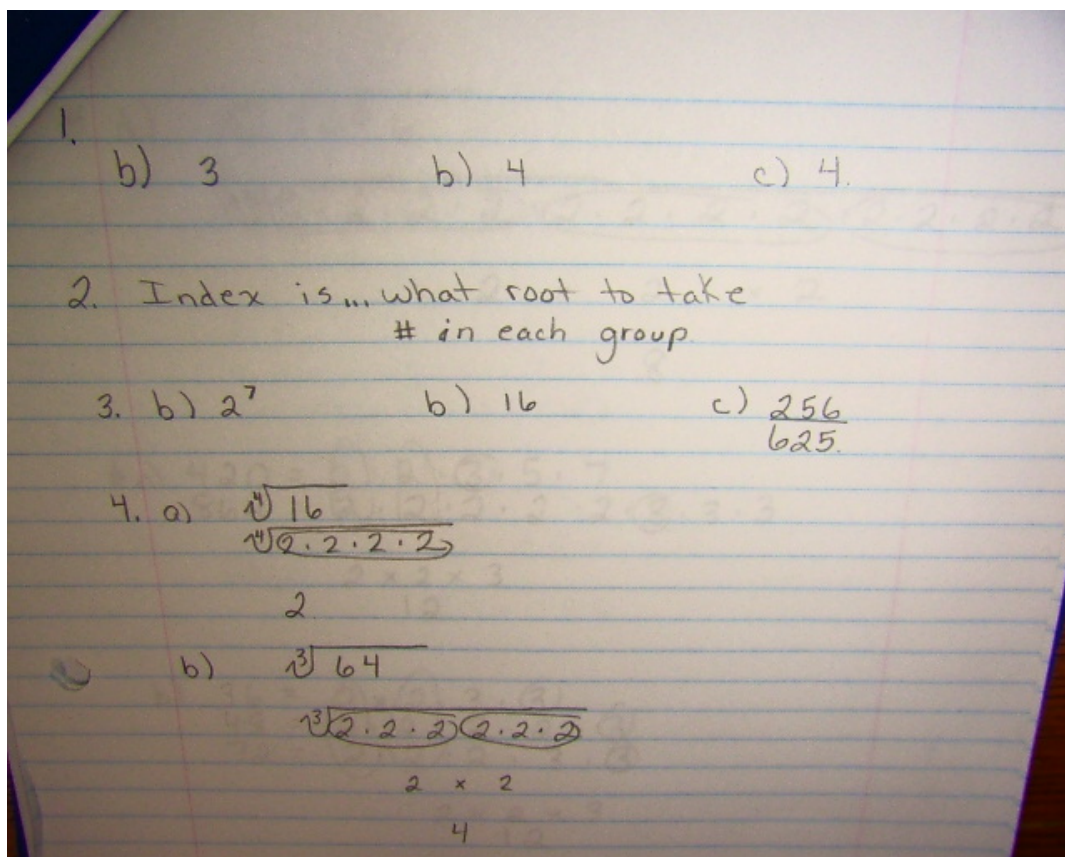 1.
b) 3 b) 4 c) 4.
2. Index is... what root to take
# in each group
3. b) 2⁷ b) 16 c) 256/625.
4. a) ⁴√16
⁴√2·2·2·2
2
b) ³√64
³√2·2·2 2·2·2
2 x 2
4